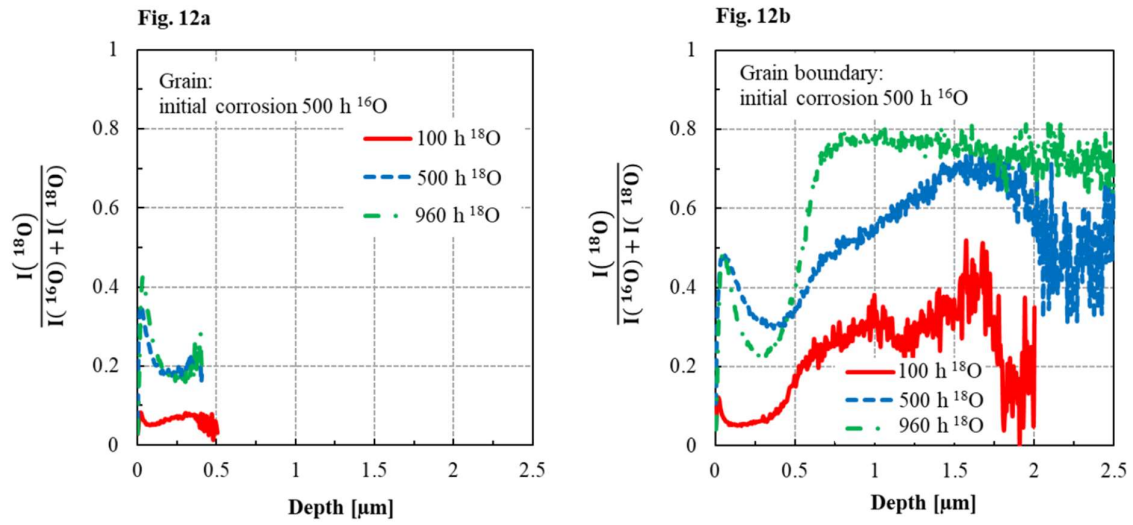 Fig. 12a
1
0.8
0.6
0.4
0.2
0
0
0.5
1
1.5
2
2.5
Grain:
initial corrosion 500 h ¹⁶O
100 h ¹⁸O
500 h ¹⁸O
960 h ¹⁸O
I( ¹⁸O)
I( ¹⁶O) + I( ¹⁸O)
Depth [µm]
Fig. 12b
1
0.8
0.6
0.4
0.2
0
0
0.5
1
1.5
2
2.5
Grain boundary:
initial corrosion 500 h ¹⁶O
100 h ¹⁸O
500 h ¹⁸O
960 h ¹⁸O
I( ¹⁸O)
I( ¹⁶O) + I( ¹⁸O)
Depth [µm]